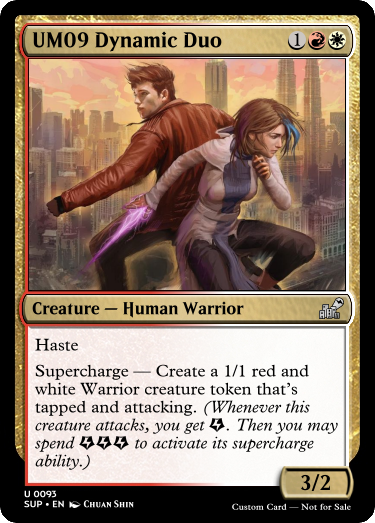 UM09 Dynamic Duo 1
Creature — Human Warrior
Haste
Supercharge — Create a 1/1 red and
white Warrior creature token that's
tapped and attacking. (Whenever this
creature attacks, you get . Then you may
spend to activate its supercharge
ability.)
3/2
U 0093
SUP • EN Chuan Shin
Custom Card — Not for Sale